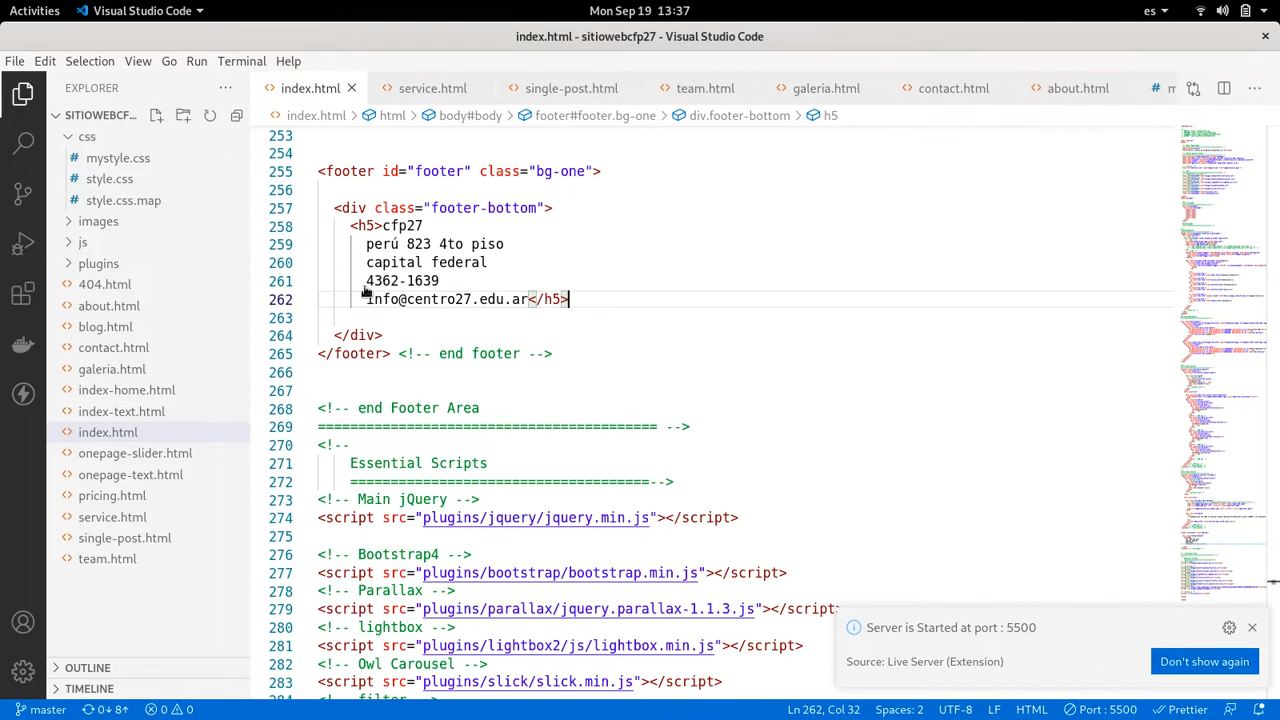 Activities Visual Studio Code Mon Sep 19 13:37 es
index.html - sitiowebcfp27 - Visual Studio Code
File Edit Selection View Go Run Terminal Help
EXPLORER
SITIOWEBCFP...
css
mystyle.css
style.css
style.css.map
images
js
plugins
404.html
about.html
blog.html
contact.html
galeria.html
gerard-home.html
index-text.html
index.html
onepage-slider.html
onepage-text.html
pricing.html
service.html
single-post.html
team.html
OUTLINE
TIMELINE
index.html service.html single-post.html team.html galeria.html contact.html about.html
index.html html body#body footer#footer.bg-one div.footer-bottom h5
253
254
255 <footer id="footer" class="bg-one">
256
257 <div class="footer-bottom">
258 <h5>cfp27
259 perú 823 4to piso
260 capital federal
261 4362-1635
262 </h5>
263
264 </div>
265 </footer> <!-- end footer -->
266
267
268 <!-- end Footer Area
269 ========================================== -->
270 <!--
271 Essential Scripts
272 =====================================-->
273 <!-- Main jQuery -->
274 <script src="plugins/jquery/jquery.min.js"></script>
275
276 <!-- Bootstrap4 -->
277 <script src="plugins/bootstrap/bootstrap.min.js"></script>
278 <!-- Parallax -->
279 <script src="plugins/parallax/jquery.parallax-1.1.3.js"></script>
280 <!-- lightbox -->
281 <script src="plugins/lightbox2/js/lightbox.min.js"></script>
282 <!-- Owl Carousel -->
283 <script src="plugins/slick/slick.min.js"></script>
284 <!-- filter -->
Server is Started at port : 5500
Source: Live Server (Extension)
Don't show again
master 0↓ 8↑ 0 0 Ln 262, Col 32 Spaces: 2 UTF-8 LF HTML Port : 5500 Prettier